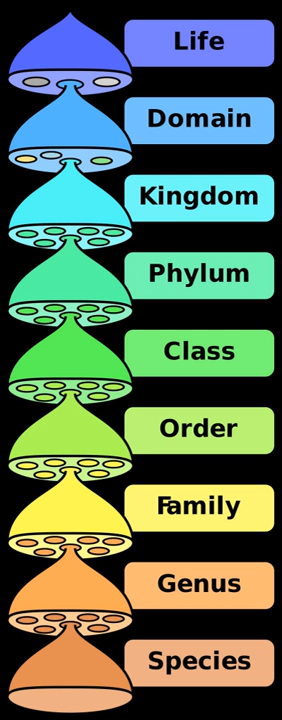 Life
Domain
Kingdom
Phylum
Class
Order
Family
Genus
Species